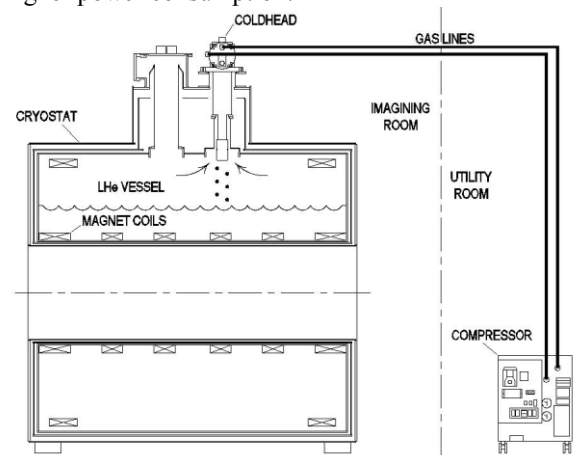 COLDHEAD
GAS LINES
IMAGINING
ROOM
CRYOSTAT
UTILITY
ROOM
LHe VESSEL
MAGNET COILS
COMPRESSOR